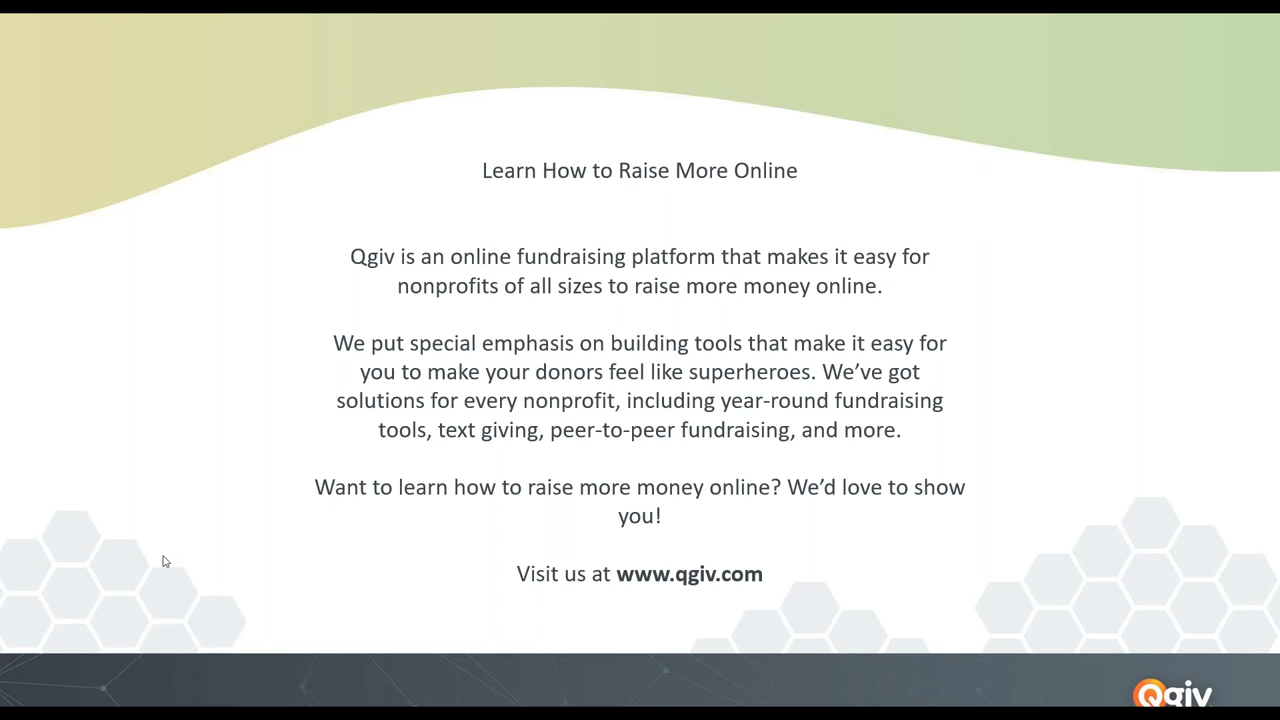 Learn How to Raise More Online
Qgiv is an online fundraising platform that makes it easy for
nonprofits of all sizes to raise more money online.
We put special emphasis on building tools that make it easy for
you to make your donors feel like superheroes. We’ve got
solutions for every nonprofit, including year-round fundraising
tools, text giving, peer-to-peer fundraising, and more.
Want to learn how to raise more money online? We’d love to show
you!
Visit us at www.qgiv.com
Qgiv